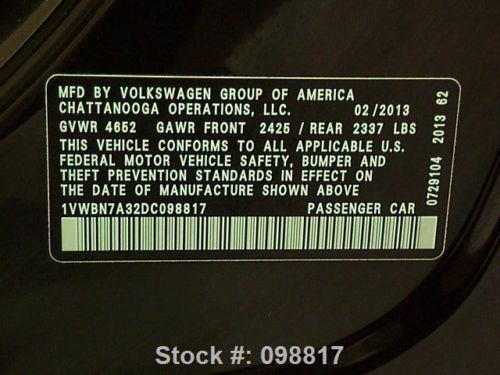 MFD BY VOLKSWAGEN GROUP OF AMERICA
CHATTANOOGA OPERATIONS, LLC. 02/2013
GVWR 4652 GAWR FRONT 2425 / REAR 2337 LBS
THIS VEHICLE CONFORMS TO ALL APPLICABLE U.S.
FEDERAL MOTOR VEHICLE SAFETY, BUMPER AND
THEFT PREVENTION STANDARDS IN EFFECT ON
THE DATE OF MANUFACTURE SHOWN ABOVE
1VWBN7A32DC098817 PASSENGER CAR
0729104 2013 62
Stock #: 098817